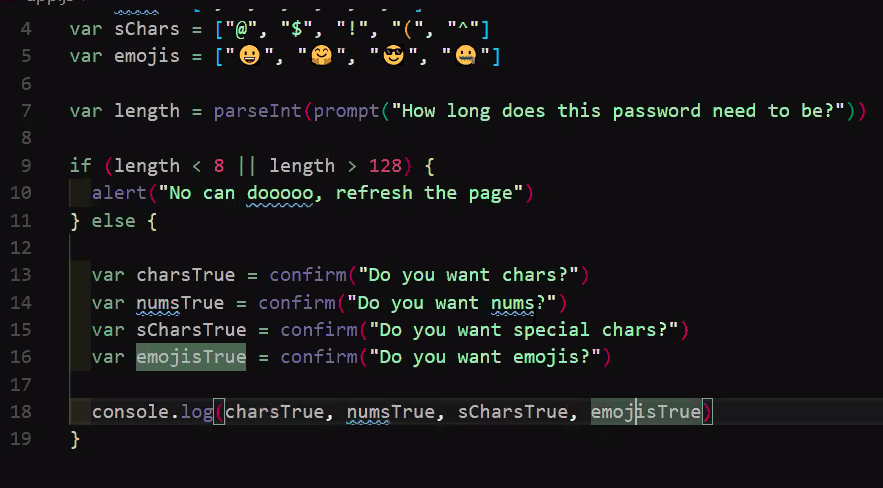 4 var sChars = ["@", "$", "!", "(", "^"]
5 var emojis = ["😀", "🤗", "😎", "🤐"]
6
7 var length = parseInt(prompt("How long does this password need to be?"))
8
9 if (length < 8 || length > 128) {
10 alert("No can dooooo, refresh the page")
11 } else {
12
13 var charsTrue = confirm("Do you want chars?")
14 var numsTrue = confirm("Do you want nums?")
15 var sCharsTrue = confirm("Do you want special chars?")
16 var emojisTrue = confirm("Do you want emojis?")
17
18 console.log(charsTrue, numsTrue, sCharsTrue, emojisTrue)
19 }